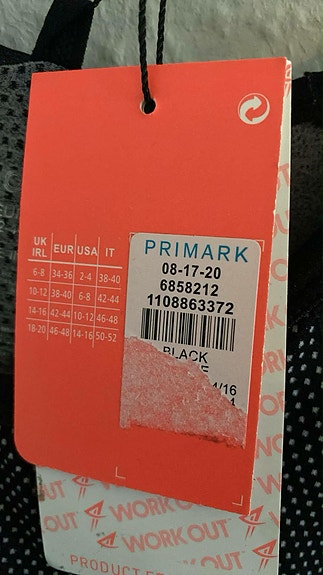 UK IRL EUR USA IT
6-8 34-36 2-4 38-40
10-12 38-40 6-8 42-44
14-16 42-44 10-12 46-48
18-20 46-48 14-16 50-52
PRIMARK
08-17-20
6858212
1108863372
BLACK
4/16
WORK OUT
WORK OUT
PRODUCT